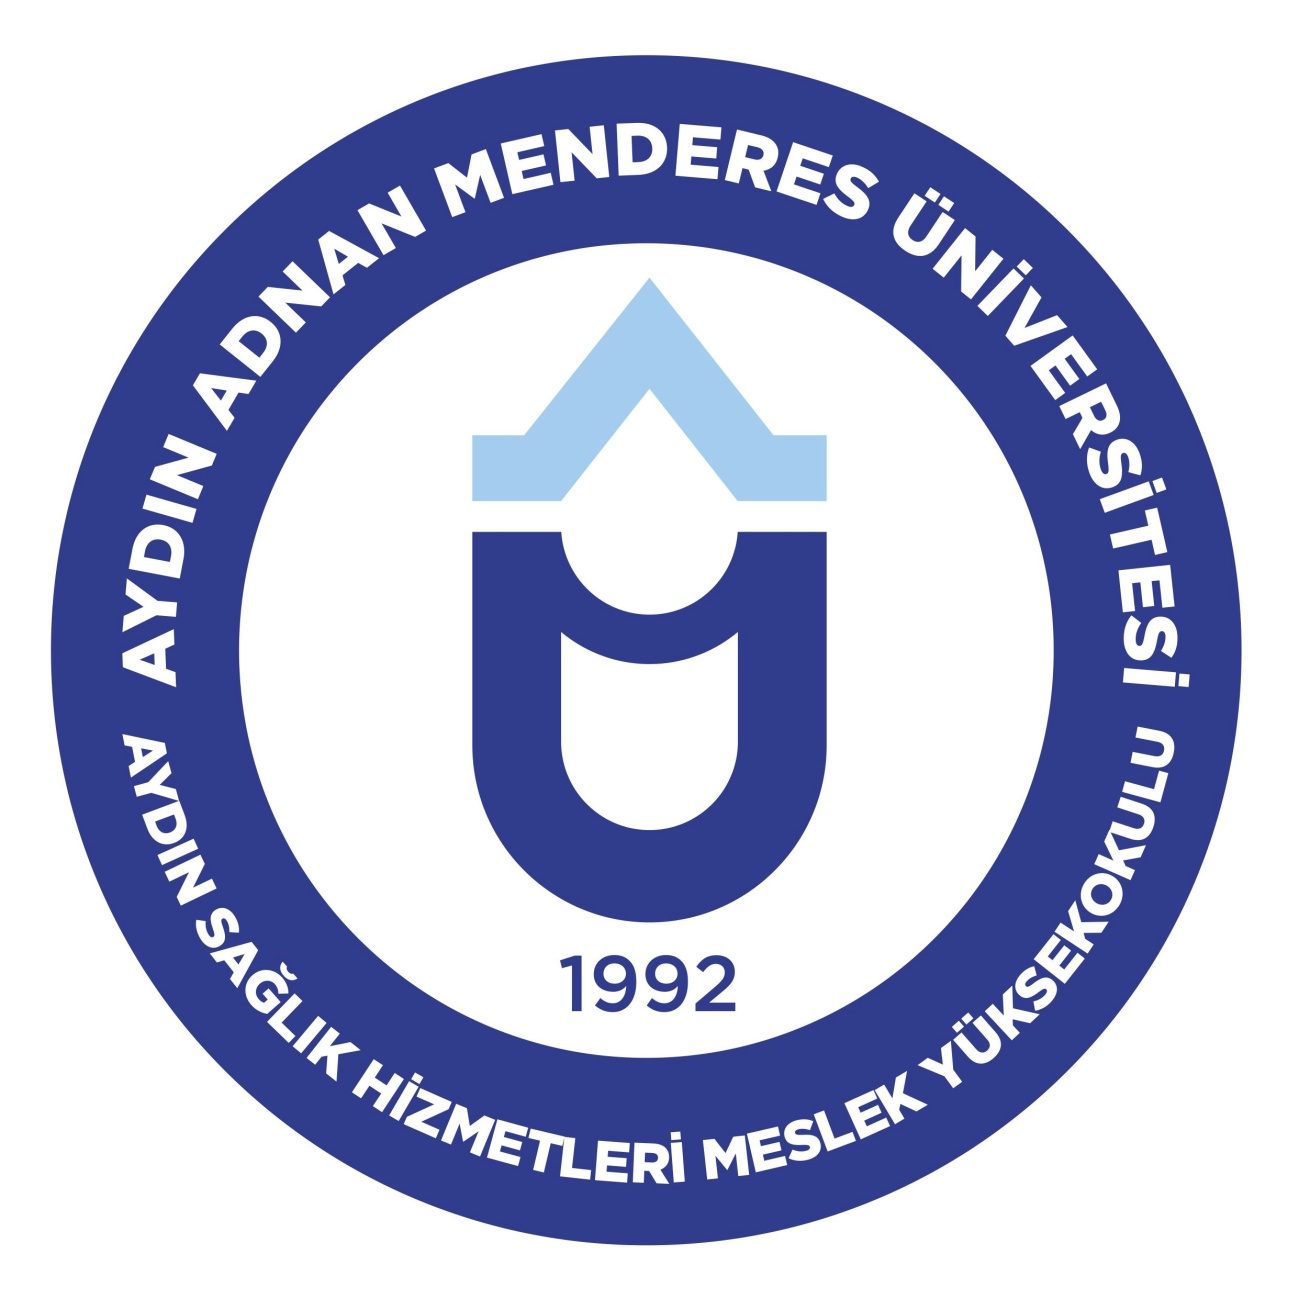 AYDIN ADNAN MENDERES ÜNİVERSİTESİ
1992
AYDIN SAĞLIK HİZMETLERİ MESLEK YÜKSEKOKULU